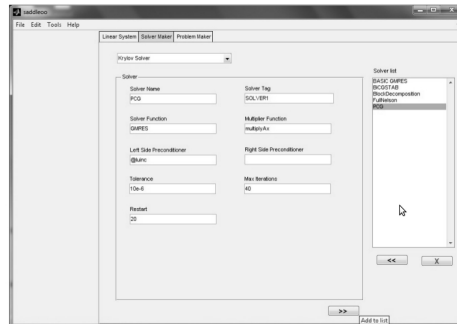 saddleoo
File Edit Tools Help
Linear System Solver Maker Problem Maker
Krylov Solver
Solver
Solver Name
PCG
Solver Tag
SOLVER1
Solver Function
GMRES
Multiplier Function
multiplyAx
Left Side Preconditioner
@luinc
Right Side Preconditioner
Tolerance
10e-6
Max Iterations
40
Restart
20
>>
Add to list
Solver list
BASIC GMRES
BCGSTAB
BlockDecomposition
FullNelson
PCG
<<
X